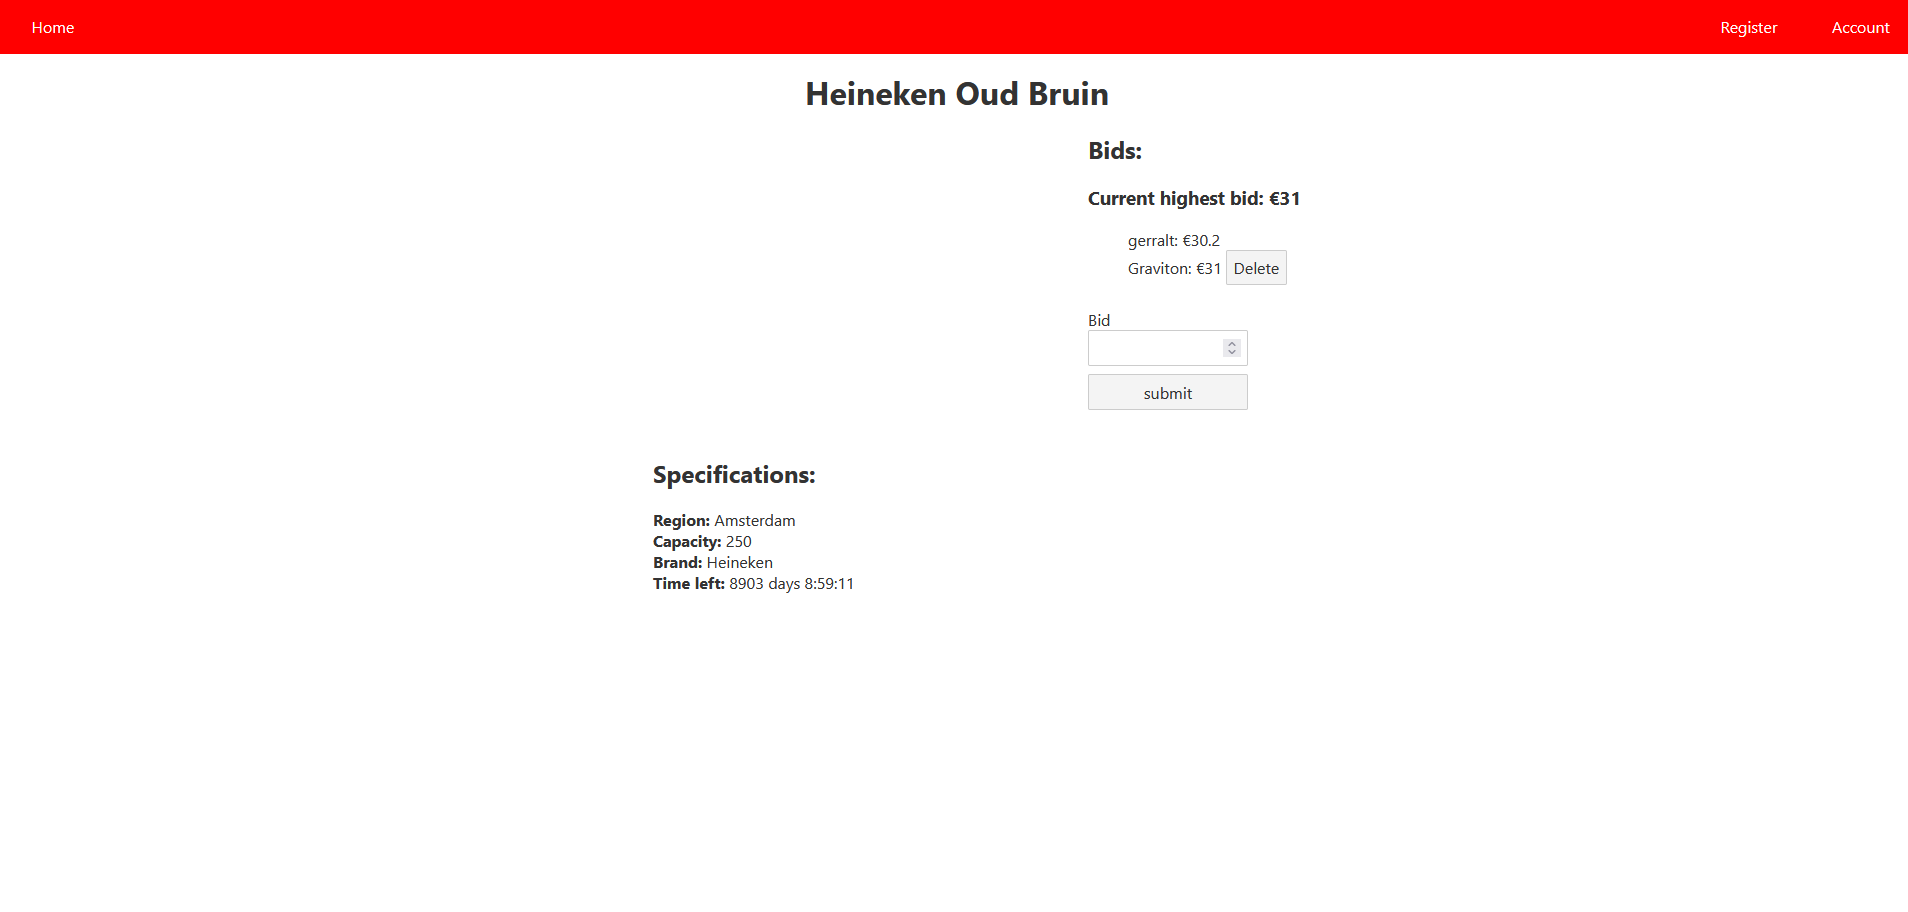 Home Register Account
Heineken Oud Bruin
Bids:
Current highest bid: €31
gerralt: €30.2
Graviton: €31 Delete
Bid
submit
Specifications:
Region: Amsterdam
Capacity: 250
Brand: Heineken
Time left: 8903 days 8:59:11